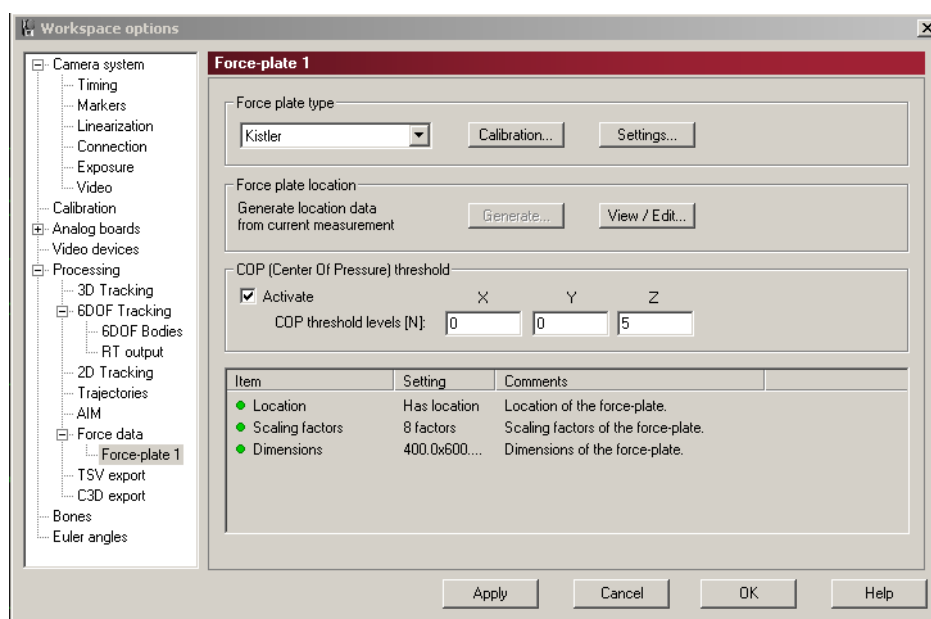 Workspace options
Camera system
Timing
Markers
Linearization
Connection
Exposure
Video
Calibration
Analog boards
Video devices
Processing
3D Tracking
6DOF Tracking
6DOF Bodies
RT output
2D Tracking
Trajectories
AIM
Force data
Force-plate 1
TSV export
C3D export
Bones
Euler angles
Force-plate 1
Force plate type
Kistler Calibration... Settings...
Force plate location
Generate location data
from current measurement
Generate... View / Edit...
COP (Center Of Pressure) threshold
Activate X Y Z
COP threshold levels [N]: 0 0 5
Item Setting Comments
Location Has location Location of the force-plate.
Scaling factors 8 factors Scaling factors of the force-plate.
Dimensions 400.0x600.... Dimensions of the force-plate.
Apply Cancel OK Help